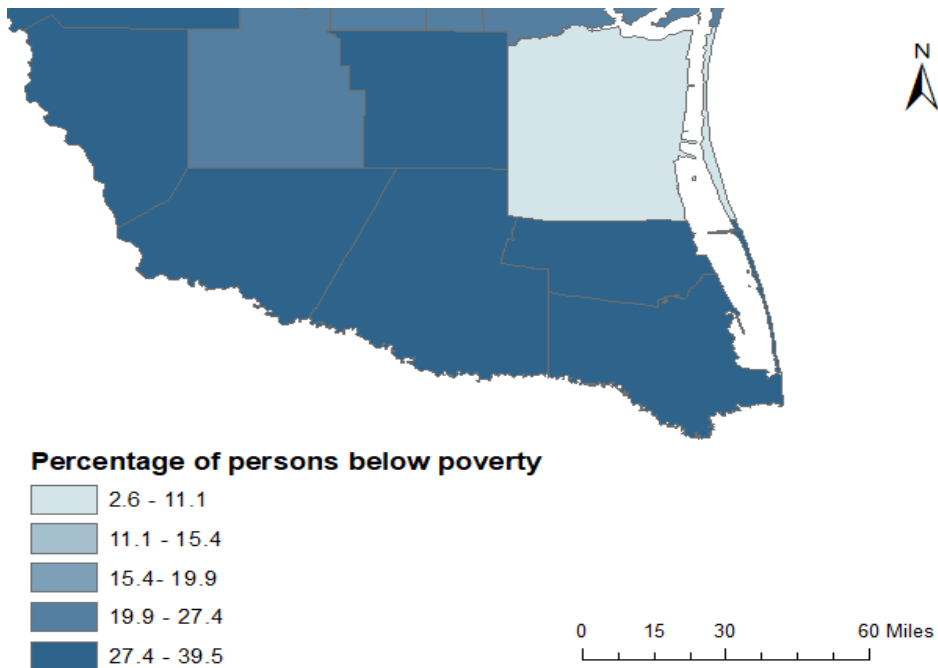 N
Percentage of persons below poverty
2.6 - 11.1
11.1 - 15.4
15.4- 19.9
19.9 - 27.4
27.4 - 39.5
0 15 30 60 Miles